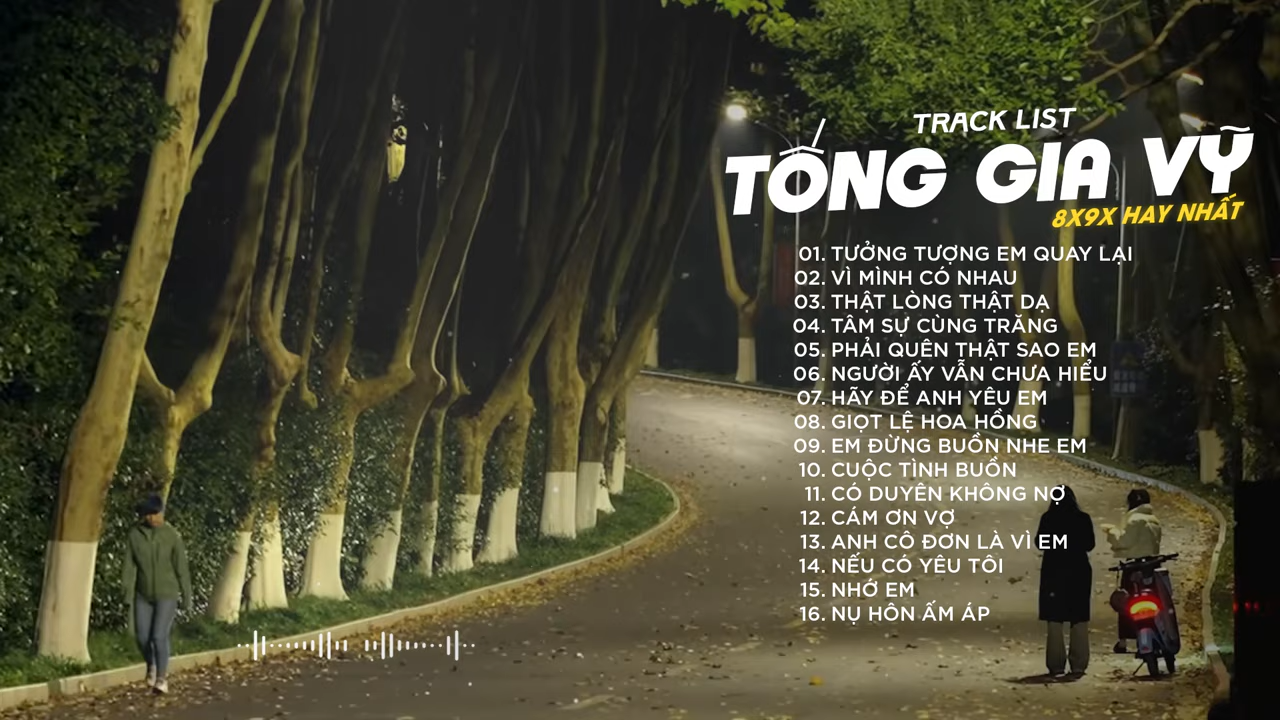 TRACK LIST
TỐNG GIA VỸ
8X9X HAY NHẤT
01. TƯỞNG TƯỢNG EM QUAY LẠI
02. VÌ MÌNH CÓ NHAU
03. THẬT LÒNG THẬT DẠ
04. TÂM SỰ CÙNG TRĂNG
05. PHẢI QUÊN THẬT SAO EM
06. NGƯỜI ẤY VẪN CHƯA HIỂU
07. HÃY ĐỂ ANH YÊU EM
08. GIỌT LỆ HOA HỒNG
09. EM ĐỪNG BUỒN NHE EM
10. CUỘC TÌNH BUỒN
11. CÓ DUYÊN KHÔNG NỢ
12. CÁM ƠN VỢ
13. ANH CÔ ĐƠN LÀ VÌ EM
14. NẾU CÓ YÊU TÔI
15. NHỚ EM
16. NỤ HÔN ẤM ÁP